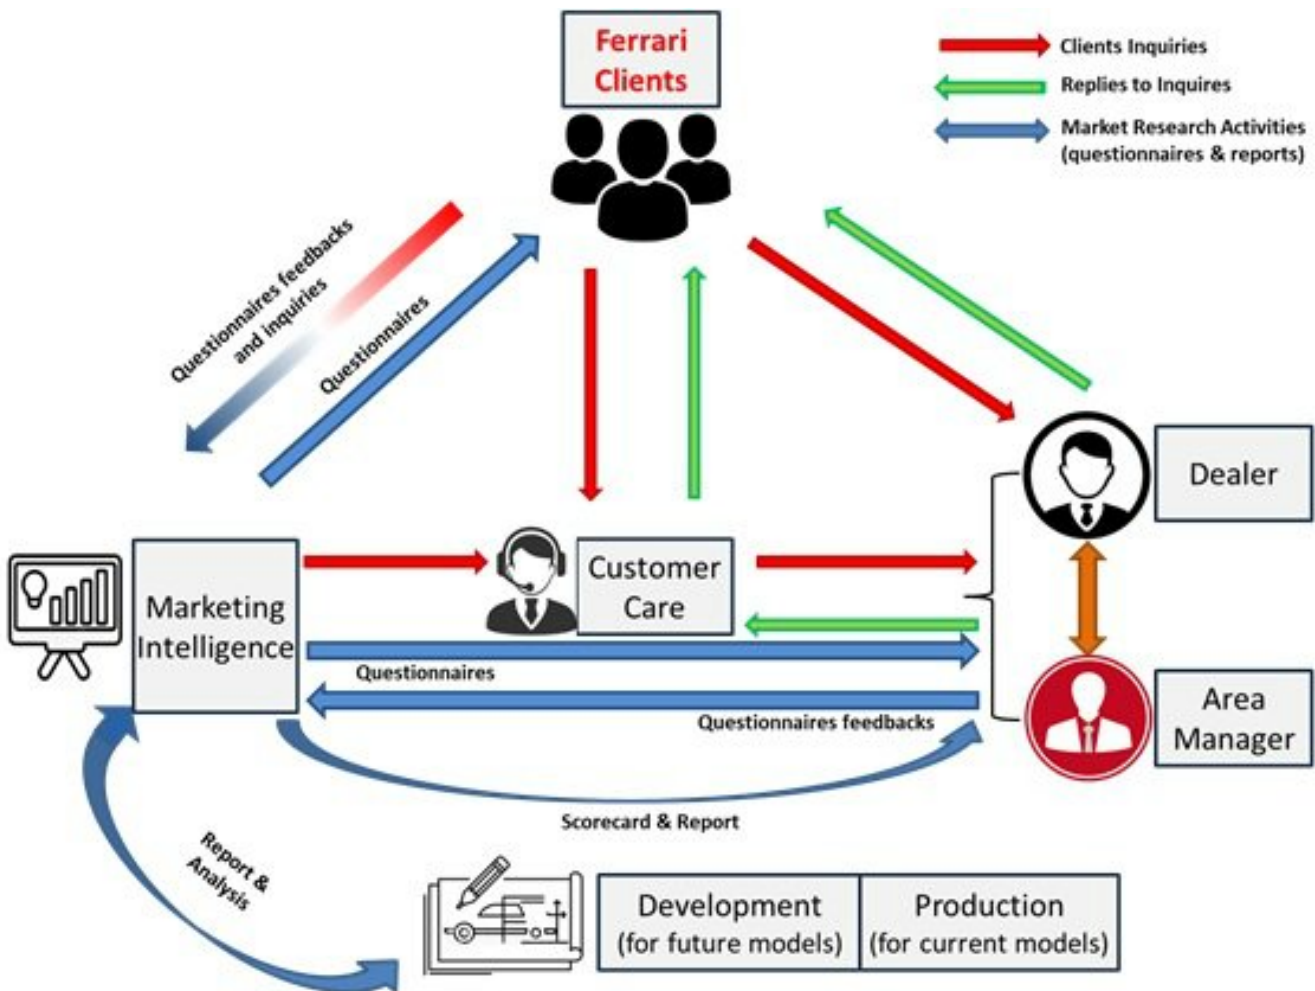 Ferrari
Clients
Clients Inquiries
Replies to Inquires
Market Research Activities
(questionnaires & reports)
Questionnaires feedbacks
and inquiries
Questionnaires
Dealer
Customer
Care
Marketing
Intelligence
Questionnaires
Questionnaires feedbacks
Area
Manager
Scorecard & Report
Report &
Analysis
Development
(for future models)
Production
(for current models)